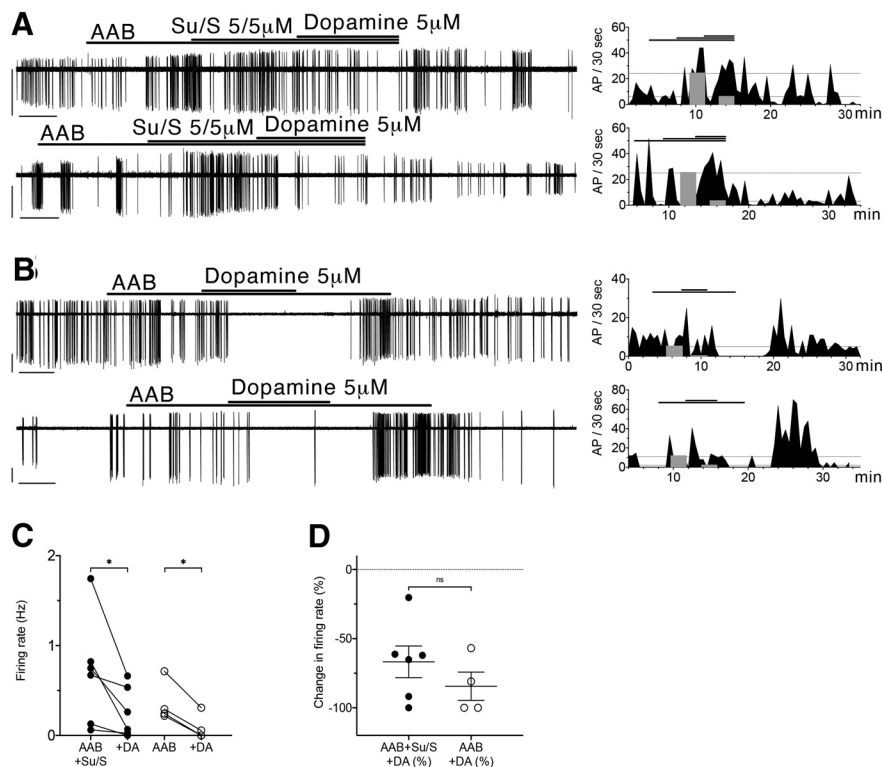 A
AAB
Su/S 5/5μM
Dopamine 5μM
60
40
20
0
AP / 30 sec
10
20
30 min
AAB
Su/S 5/5μM
Dopamine 5μM
60
40
20
0
AP / 30 sec
10
20
30
min
B
AAB
Dopamine 5μM
40
20
0
AP / 30 sec
0
10
20
30 min
AAB
Dopamine 5μM
80
60
40
20
0
AP / 30 sec
0
10
20
30
min
C
Firing rate (Hz)
2
1
0
*
*
AAB
+Su/S
+DA
AAB
+DA
D
Change in firing rate (%)
0
-50
-100
ns
AAB+Su/S
+DA (%)
AAB
+DA (%)